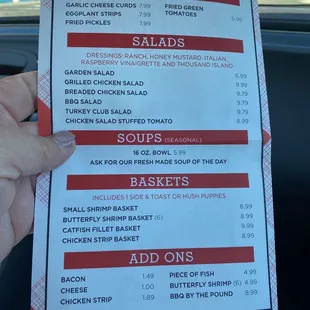 GARLIC CHEESE CURDS 7.99
EGGPLANT STRIPS 7.99
FRIED PICKLES 7.99
FRIED GREEN
TOMATOES 5.99
SALADS
DRESSINGS: RANCH, HONEY MUSTARD, ITALIAN,
RASPBERRY VINAIGRETTE AND THOUSAND ISLAND
GARDEN SALAD 5.99
GRILLED CHICKEN SALAD 9.79
BREADED CHICKEN SALAD 9.79
BBQ SALAD 9.79
TURKEY CLUB SALAD 9.79
CHICKEN SALAD STUFFED TOMATO 8.99
SOUPS (SEASONAL)
16 OZ. BOWL 5.99
ASK FOR OUR FRESH MADE SOUP OF THE DAY
BASKETS
INCLUDES 1 SIDE & TOAST OR HUSH PUPPIES
SMALL SHRIMP BASKET 8.99
BUTTERFLY SHRIMP BASKET (6) 8.99
CATFISH FILLET BASKET 9.99
CHICKEN STRIP BASKET 8.99
ADD ONS
BACON 1.49
CHEESE 1.00
CHICKEN STRIP 1.89
PIECE OF FISH 4.99
BUTTERFLY SHRIMP (6) 4.99
BBQ BY THE POUND 8.99